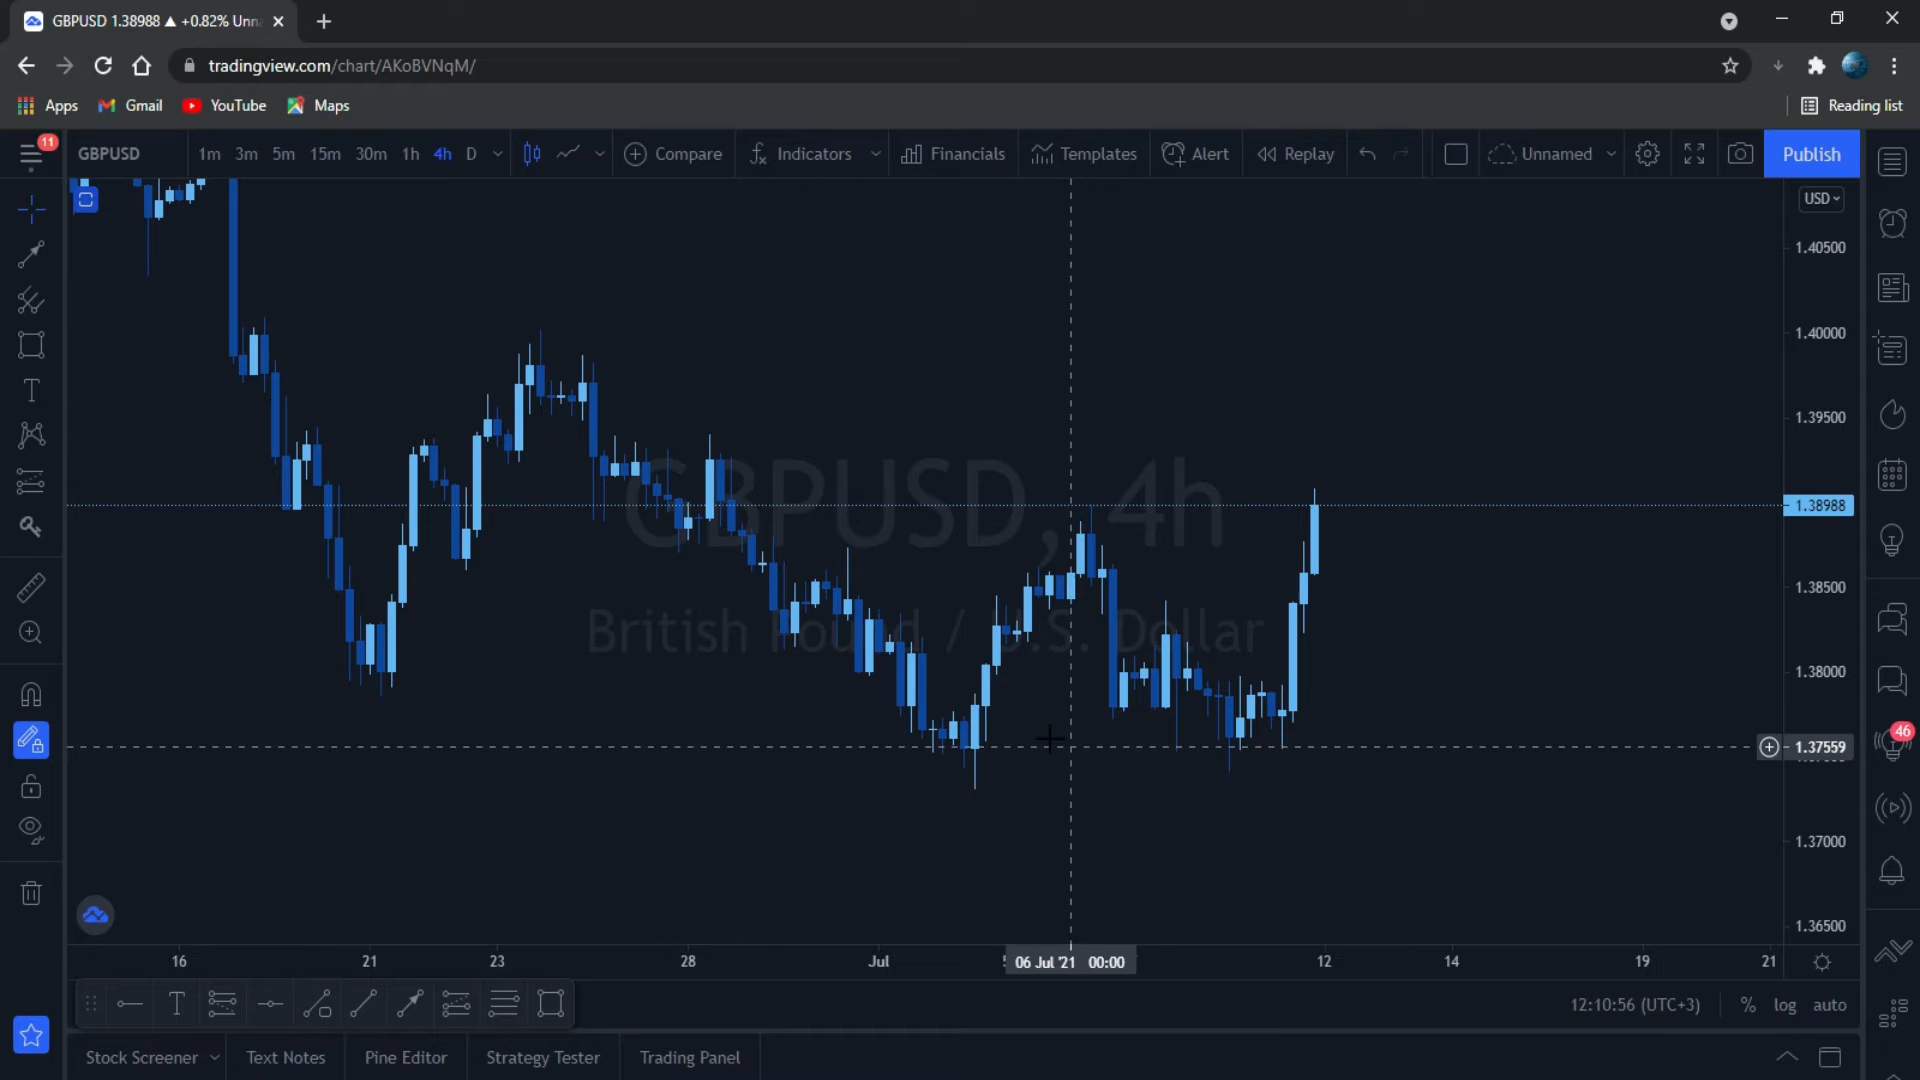 GBPUSD 1.38988 ▲ +0.82% Unna
tradingview.com/chart/AKoBVNqM/
Apps Gmail YouTube Maps Reading list
11
GBPUSD 1m 3m 5m 15m 30m 1h 4h D Compare Indicators Financials Templates Alert Replay Unnamed Publish
USD
1.40500
1.40000
1.39500
GBPUSD, 4h
1.38988
1.38500
British Pound / U.S. Dollar
1.38000
46
1.37559
1.37000
1.36500
16 21 23 28 Jul 06 Jul '21 00:00 12 14 19 21
12:10:56 (UTC+3) % log auto
Stock Screener Text Notes Pine Editor Strategy Tester Trading Panel